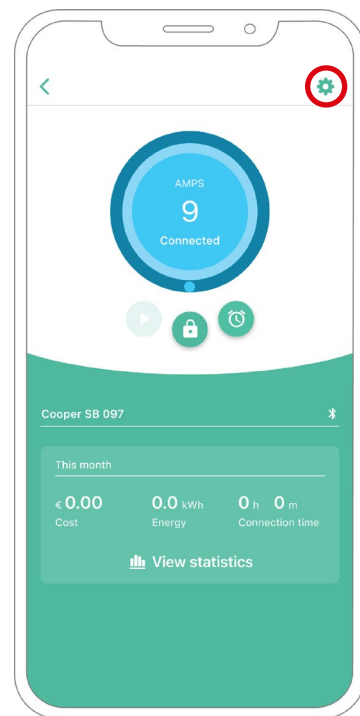 AMPS
9
Connected
Cooper SB 097
This month
€ 0.00 0.0 kWh 0 h 0 m
Cost Energy Connection time
View statistics